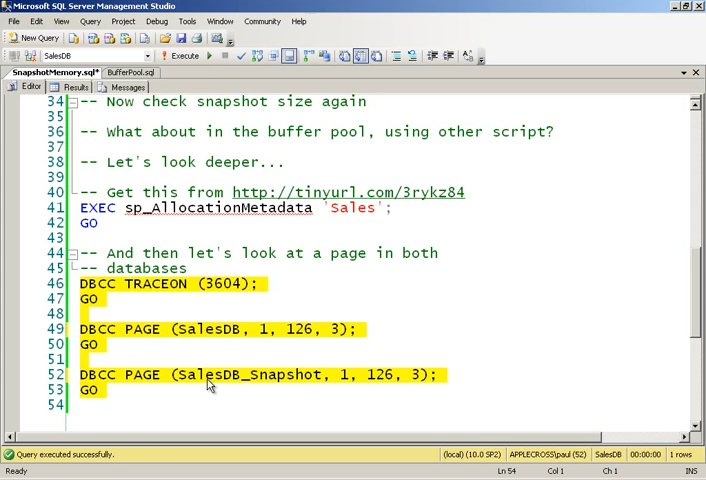 Microsoft SQL Server Management Studio
File Edit View Query Project Debug Tools Window Community Help
New Query
SalesDB Execute
SnapshotMemory.sql* BufferPool.sql
Editor Results Messages
34 -- Now check snapshot size again
35
36 -- What about in the buffer pool, using other script?
37
38 -- Let's look deeper...
39
40 -- Get this from http://tinyurl.com/3rykz84
41 EXEC sp_AllocationMetadata 'Sales';
42 GO
43
44 -- And then let's look at a page in both
45 -- databases
46 DBCC TRACEON (3604);
47 GO
48
49 DBCC PAGE (SalesDB, 1, 126, 3);
50 GO
51
52 DBCC PAGE (SalesDB_Snapshot, 1, 126, 3);
53 GO
54
Query executed successfully. (local) (10.0 SP2) APPLECROSS\paul (52) SalesDB 00:00:00 1 rows
Ready Ln 54 Col 1 Ch 1 INS